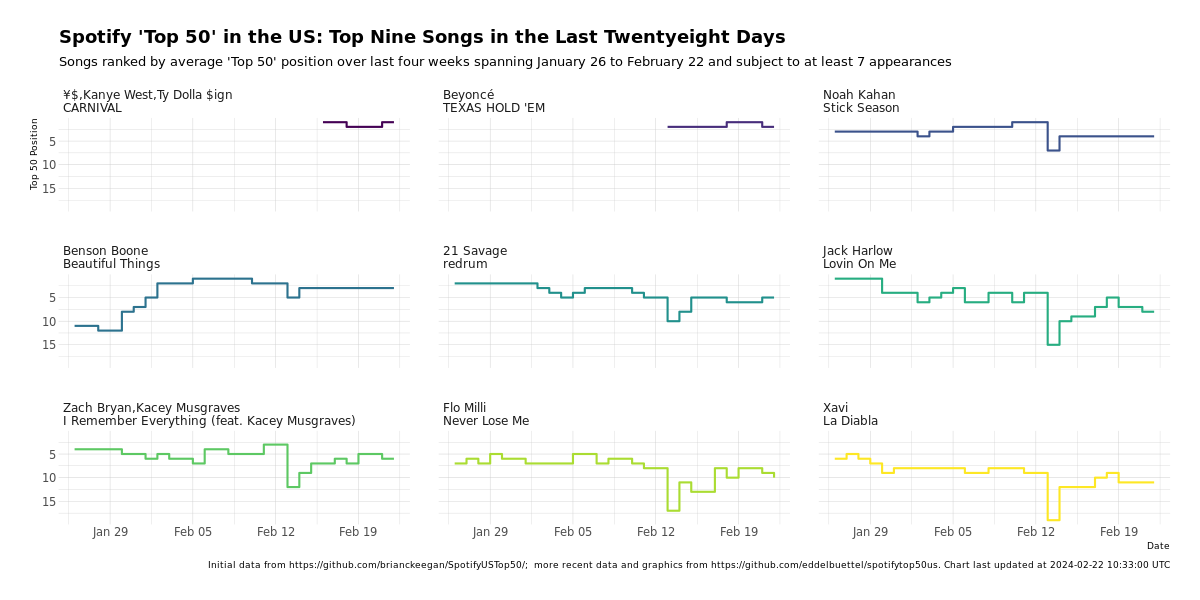 Spotify 'Top 50' in the US: Top Nine Songs in the Last Twentyeight Days
Songs ranked by average 'Top 50' position over last four weeks spanning January 26 to February 22 and subject to at least 7 appearances
¥$,Kanye West,Ty Dolla $ign
CARNIVAL
Beyoncé
TEXAS HOLD 'EM
Noah Kahan
Stick Season
Top 50 Position
5
10
15
Benson Boone
Beautiful Things
21 Savage
redrum
Jack Harlow
Lovin On Me
5
10
15
Zach Bryan,Kacey Musgraves
I Remember Everything (feat. Kacey Musgraves)
Flo Milli
Never Lose Me
Xavi
La Diabla
5
10
15
Jan 29 Feb 05 Feb 12 Feb 19
Jan 29 Feb 05 Feb 12 Feb 19
Jan 29 Feb 05 Feb 12 Feb 19
Date
Initial data from https://github.com/brianckeegan/SpotifyUSTop50/; more recent data and graphics from https://github.com/eddelbuettel/spotifytop50us. Chart last updated at 2024-02-22 10:33:00 UTC